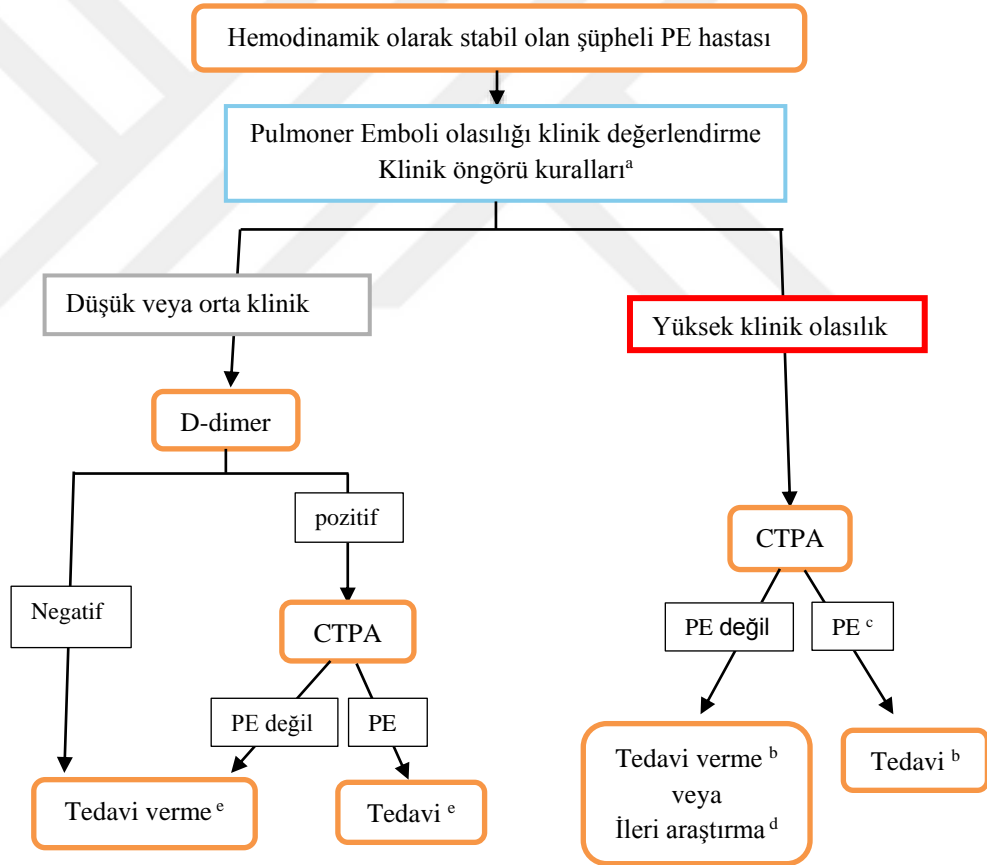 Hemodinamik olarak stabil olan şüpheli PE hastası
Pulmoner Emboli olasılığı klinik değerlendirme
Klinik öngörü kuralları ᵃ
Düşük veya orta klinik
Yüksek klinik olasılık
D-dimer
pozitif
Negatif
CTPA
PE değil
PE
Tedavi verme ᵉ
Tedavi ᵉ
CTPA
PE değil
PE ᶜ
Tedavi verme ᵇ
veya
İleri araştırma ᵈ
Tedavi ᵇ